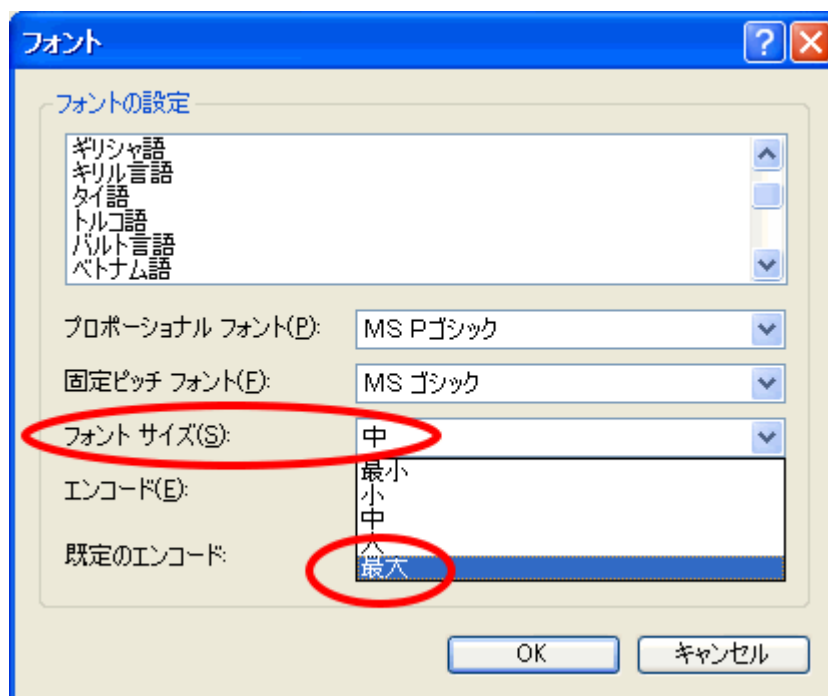 フォント
フォントの設定
ギリシャ語
キリル言語
タイ語
トルコ語
バルト言語
ベトナム語
プロポーショナル フォント(P): MS Pゴシック
固定ピッチ フォント(F): MS ゴシック
フォント サイズ(S): 中
最小
小
エンコード(E):
中
大
既定のエンコード:
最大
OK キャンセル